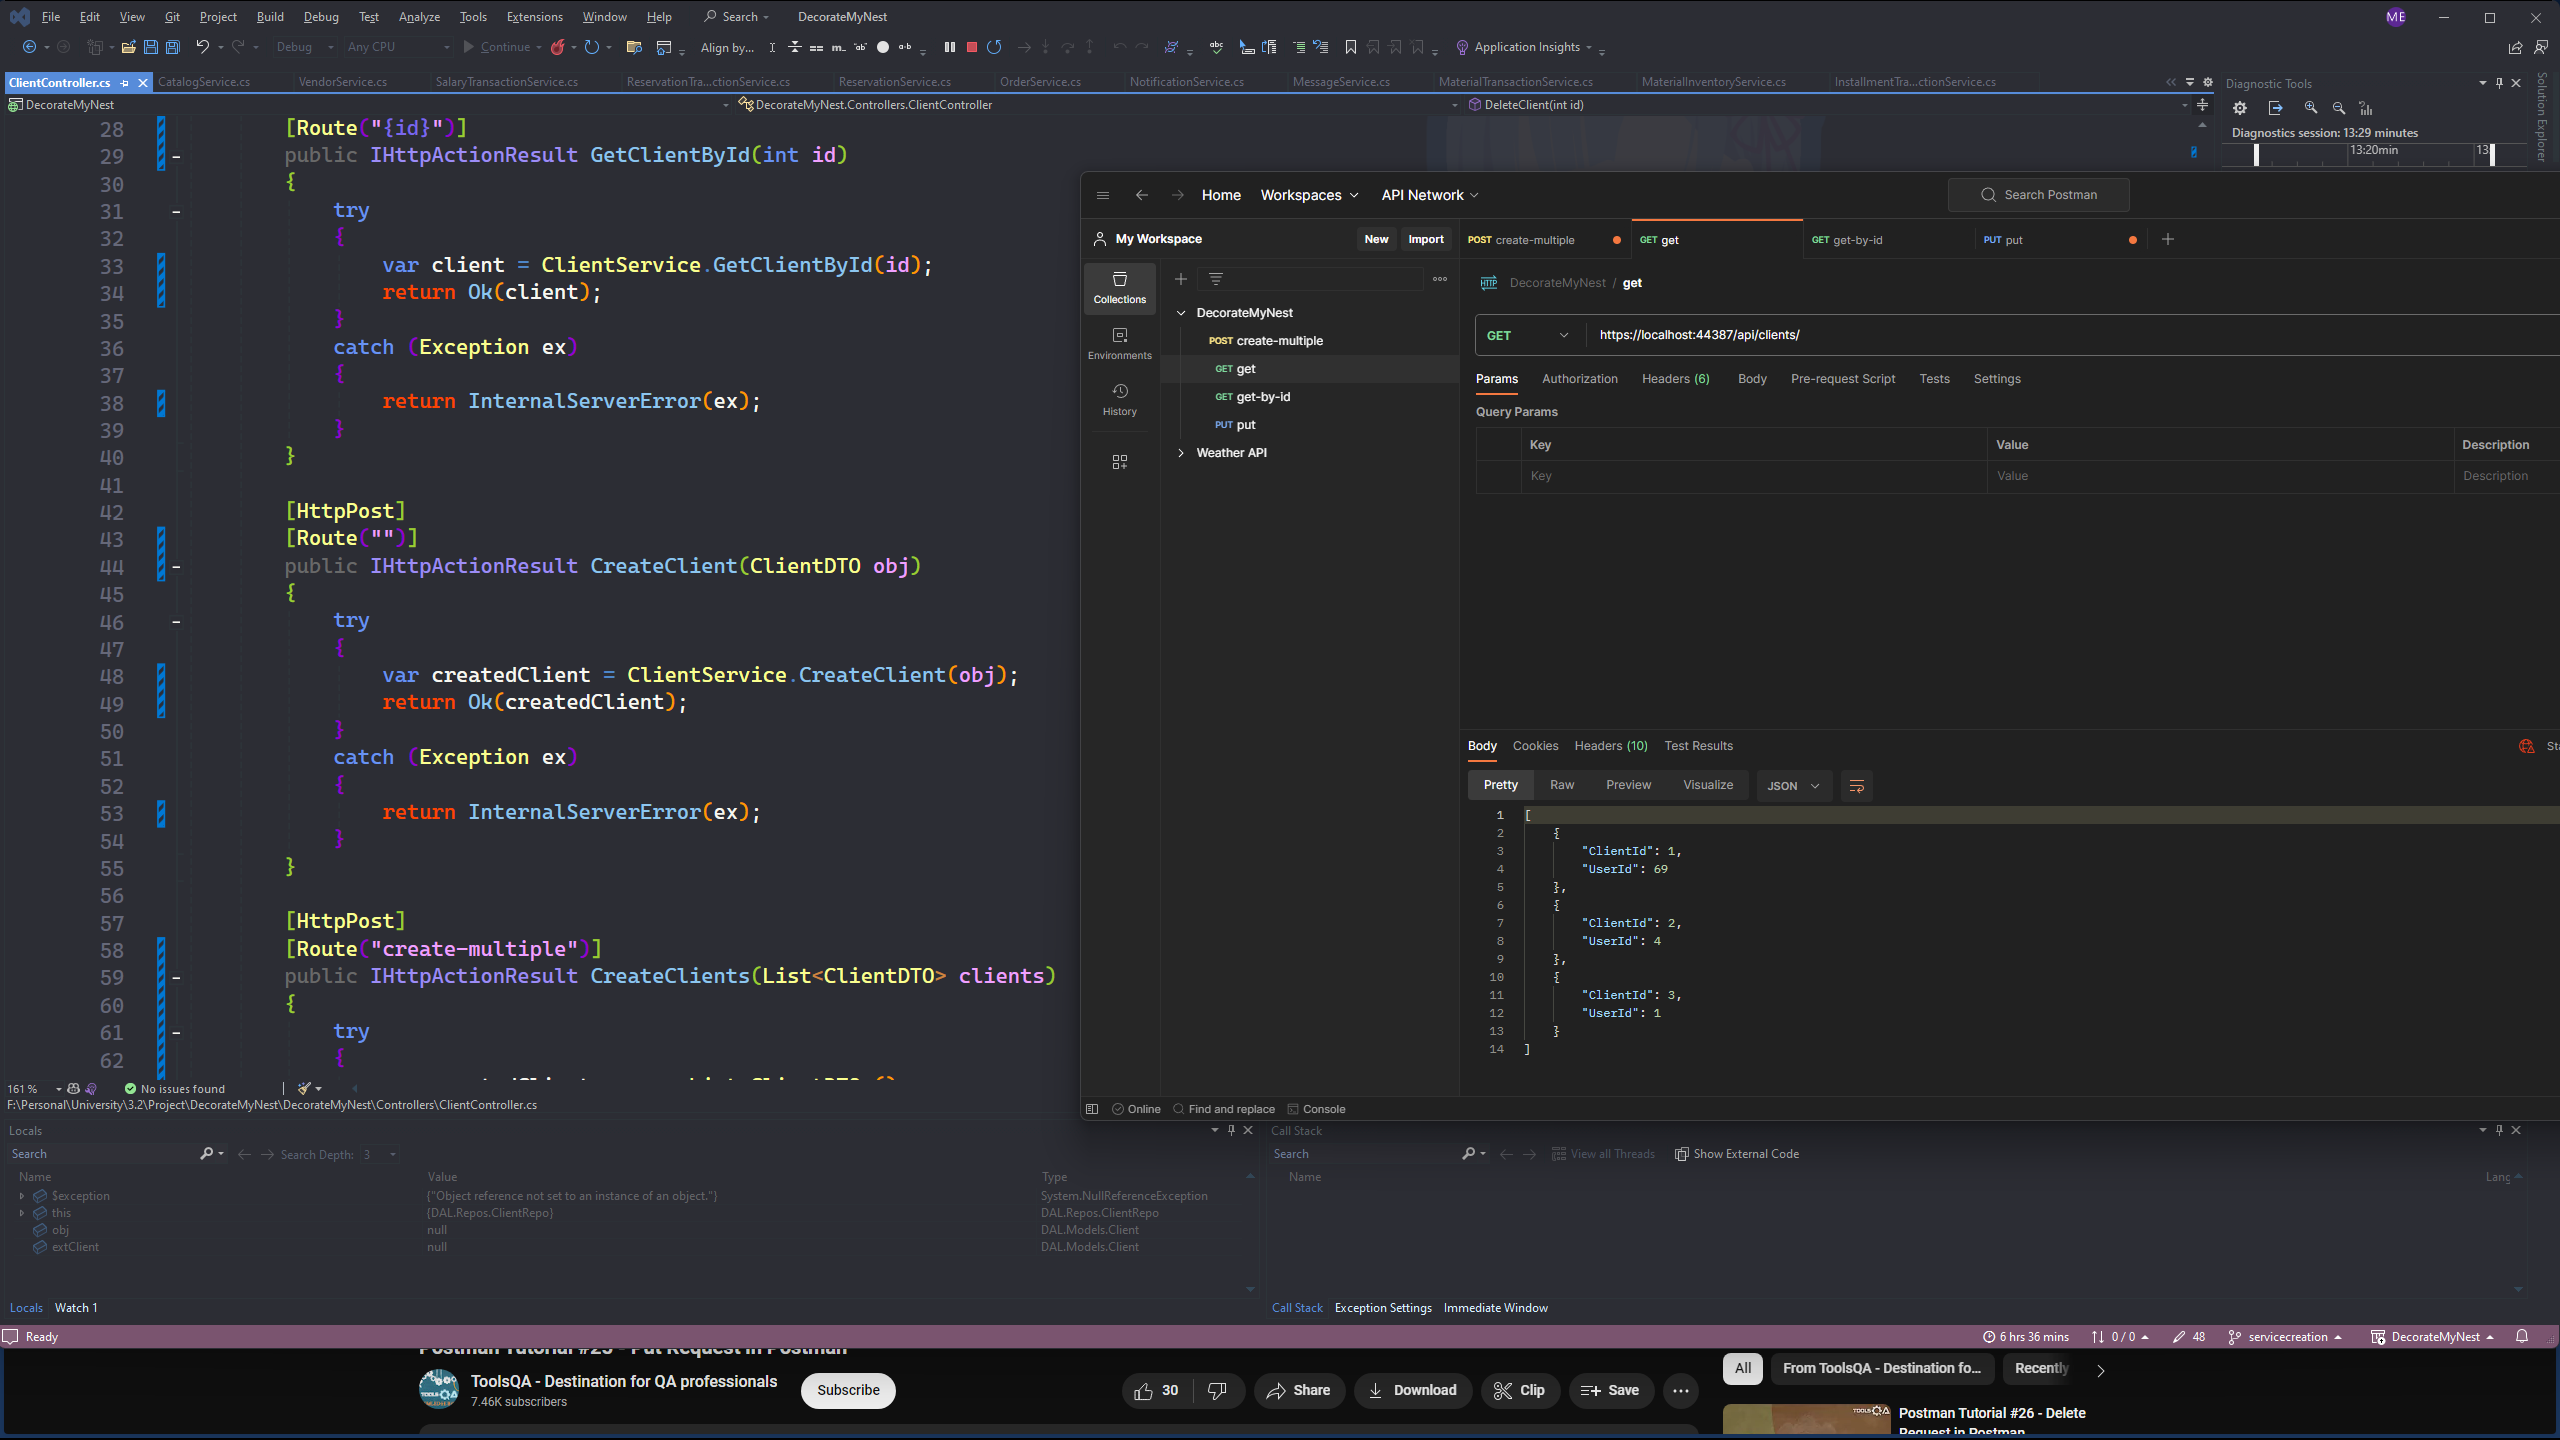 File Edit View Git Project Build Debug Test Analyze Tools Extensions Window Help Search DecorateMyNest ME
Debug Any CPU Continue Align by... Application Insights
ClientController.cs CatalogService.cs VendorService.cs SalaryTransactionService.cs ReservationTra...ctionService.cs ReservationService.cs OrderService.cs NotificationService.cs MessageService.cs MaterialTransactionService.cs MaterialInventoryService.cs InstallmentTra...ctionService.cs
DecorateMyNest DecorateMyNest.Controllers.ClientController DeleteClient(int id)
Diagnostic Tools
Diagnostics session: 13:29 minutes
13:20min
Solution Explorer
28 [Route("{id}")]
29 public IHttpActionResult GetClientById(int id)
30 {
31 try
32 {
33 var client = ClientService.GetClientById(id);
34 return Ok(client);
35 }
36 catch (Exception ex)
37 {
38 return InternalServerError(ex);
39 }
40 }
41
42 [HttpPost]
43 [Route("")]
44 public IHttpActionResult CreateClient(ClientDTO obj)
45 {
46 try
47 {
48 var createdClient = ClientService.CreateClient(obj);
49 return Ok(createdClient);
50 }
51 catch (Exception ex)
52 {
53 return InternalServerError(ex);
54 }
55 }
56
57 [HttpPost]
58 [Route("create-multiple")]
59 public IHttpActionResult CreateClients(List<ClientDTO> clients)
60 {
61 try
62 {
161 % No issues found
F:\Personal\University\3.2\Project\DecorateMyNest\DecorateMyNest\Controllers\ClientController.cs
Home Workspaces API Network Search Postman
My Workspace New Import
POST create-multiple GET get GET get-by-id PUT put
Collections
Environments
History
DecorateMyNest
POST create-multiple
GET get
GET get-by-id
PUT put
Weather API
HTTP DecorateMyNest / get
GET https://localhost:44387/api/clients/
Params Authorization Headers (6) Body Pre-request Script Tests Settings
Query Params
Key Value Description
Key Value Description
Body Cookies Headers (10) Test Results
Pretty Raw Preview Visualize JSON
1 [
2 {
3 "ClientId": 1,
4 "UserId": 69
5 },
6 {
7 "ClientId": 2,
8 "UserId": 4
9 },
10 {
11 "ClientId": 3,
12 "UserId": 1
13 }
14 ]
Online Find and replace Console
Locals
Search Search Depth: 3
Name Value Type
$exception {"Object reference not set to an instance of an object."} System.NullReferenceException
this {DAL.Repos.ClientRepo} DAL.Repos.ClientRepo
obj null DAL.Models.Client
extClient null DAL.Models.Client
Locals Watch 1
Call Stack
Search View all Threads Show External Code
Name Lang
Call Stack Exception Settings Immediate Window
Ready 6 hrs 36 mins 0 / 0 48 servicecreation DecorateMyNest
Postman Tutorial #25 - Put Request in Postman
ToolsQA - Destination for QA professionals
7.46K subscribers
Subscribe
30 Share Download Clip Save
All From ToolsQA - Destination fo... Recently
TOOLSQA
Postman Tutorial #26 - Delete
Request in Postman